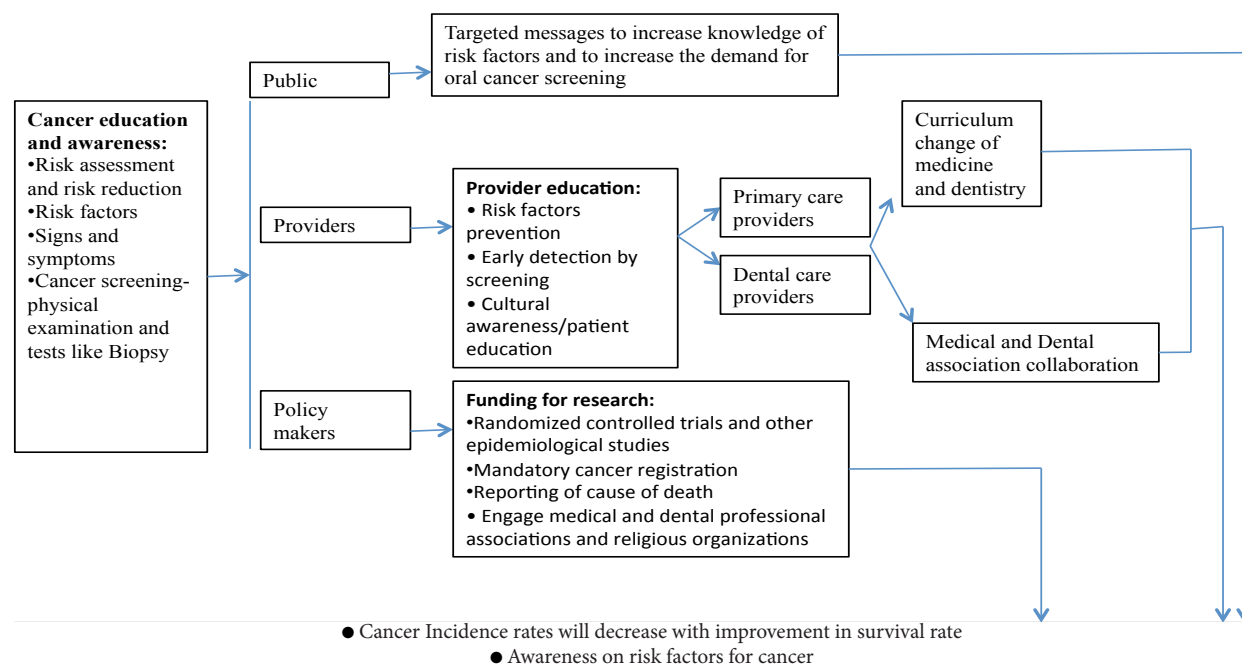 Targeted messages to increase knowledge of
risk factors and to increase the demand for
oral cancer screening
Public
Cancer education
and awareness:
•Risk assessment
and risk reduction
•Risk factors
•Signs and
symptoms
•Cancer screening-
physical
examination and
tests like Biopsy
Providers
Provider education:
• Risk factors
prevention
• Early detection by
screening
• Cultural
awareness/patient
education
Primary care
providers
Dental care
providers
Curriculum
change of
medicine
and dentistry
Medical and Dental
association collaboration
Policy
makers
Funding for research:
•Randomized controlled trials and other
epidemiological studies
•Mandatory cancer registration
•Reporting of cause of death
• Engage medical and dental professional
associations and religious organizations
● Cancer Incidence rates will decrease with improvement in survival rate
● Awareness on risk factors for cancer